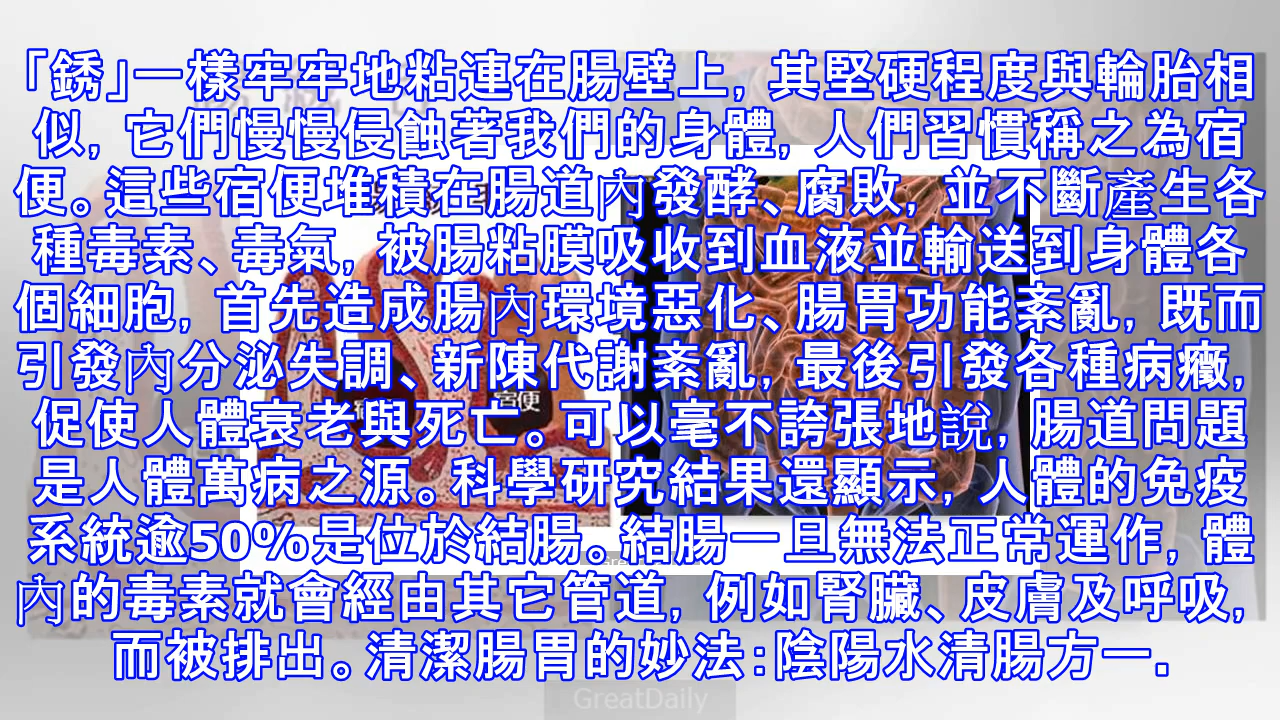 「銹」一樣牢牢地粘連在腸壁上, 其堅硬程度與輪胎相
似, 它們慢慢侵蝕著我們的身體, 人們習慣稱之為宿
便。這些宿便堆積在腸道內發酵、腐敗, 並不斷產生各
種毒素、毒氣, 被腸粘膜吸收到血液並輸送到身體各
個細胞, 首先造成腸內環境惡化、腸胃功能紊亂, 既而
引發內分泌失調、新陳代謝紊亂, 最後引發各種病癥,
促使人體衰老與死亡。可以毫不誇張地說, 腸道問題
是人體萬病之源。科學研究結果還顯示, 人體的免疫
系統逾50%是位於結腸。結腸一旦無法正常運作, 體
內的毒素就會經由其它管道, 例如腎臟、皮膚及呼吸,
而被排出。清潔腸胃的妙法:陰陽水清腸方一.
宿便
GreatDaily